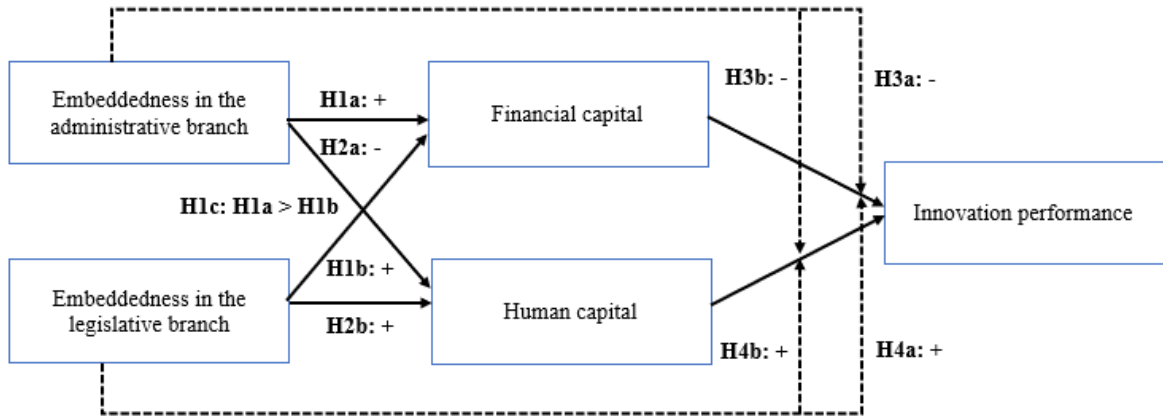 Embeddedness in the
administrative branch
H1a: +
Financial capital
H3b: -
H3a: -
H2a: -
H1c: H1a > H1b
Innovation performance
Embeddedness in the
legislative branch
H1b: +
H2b: +
Human capital
H4b: +
H4a: +